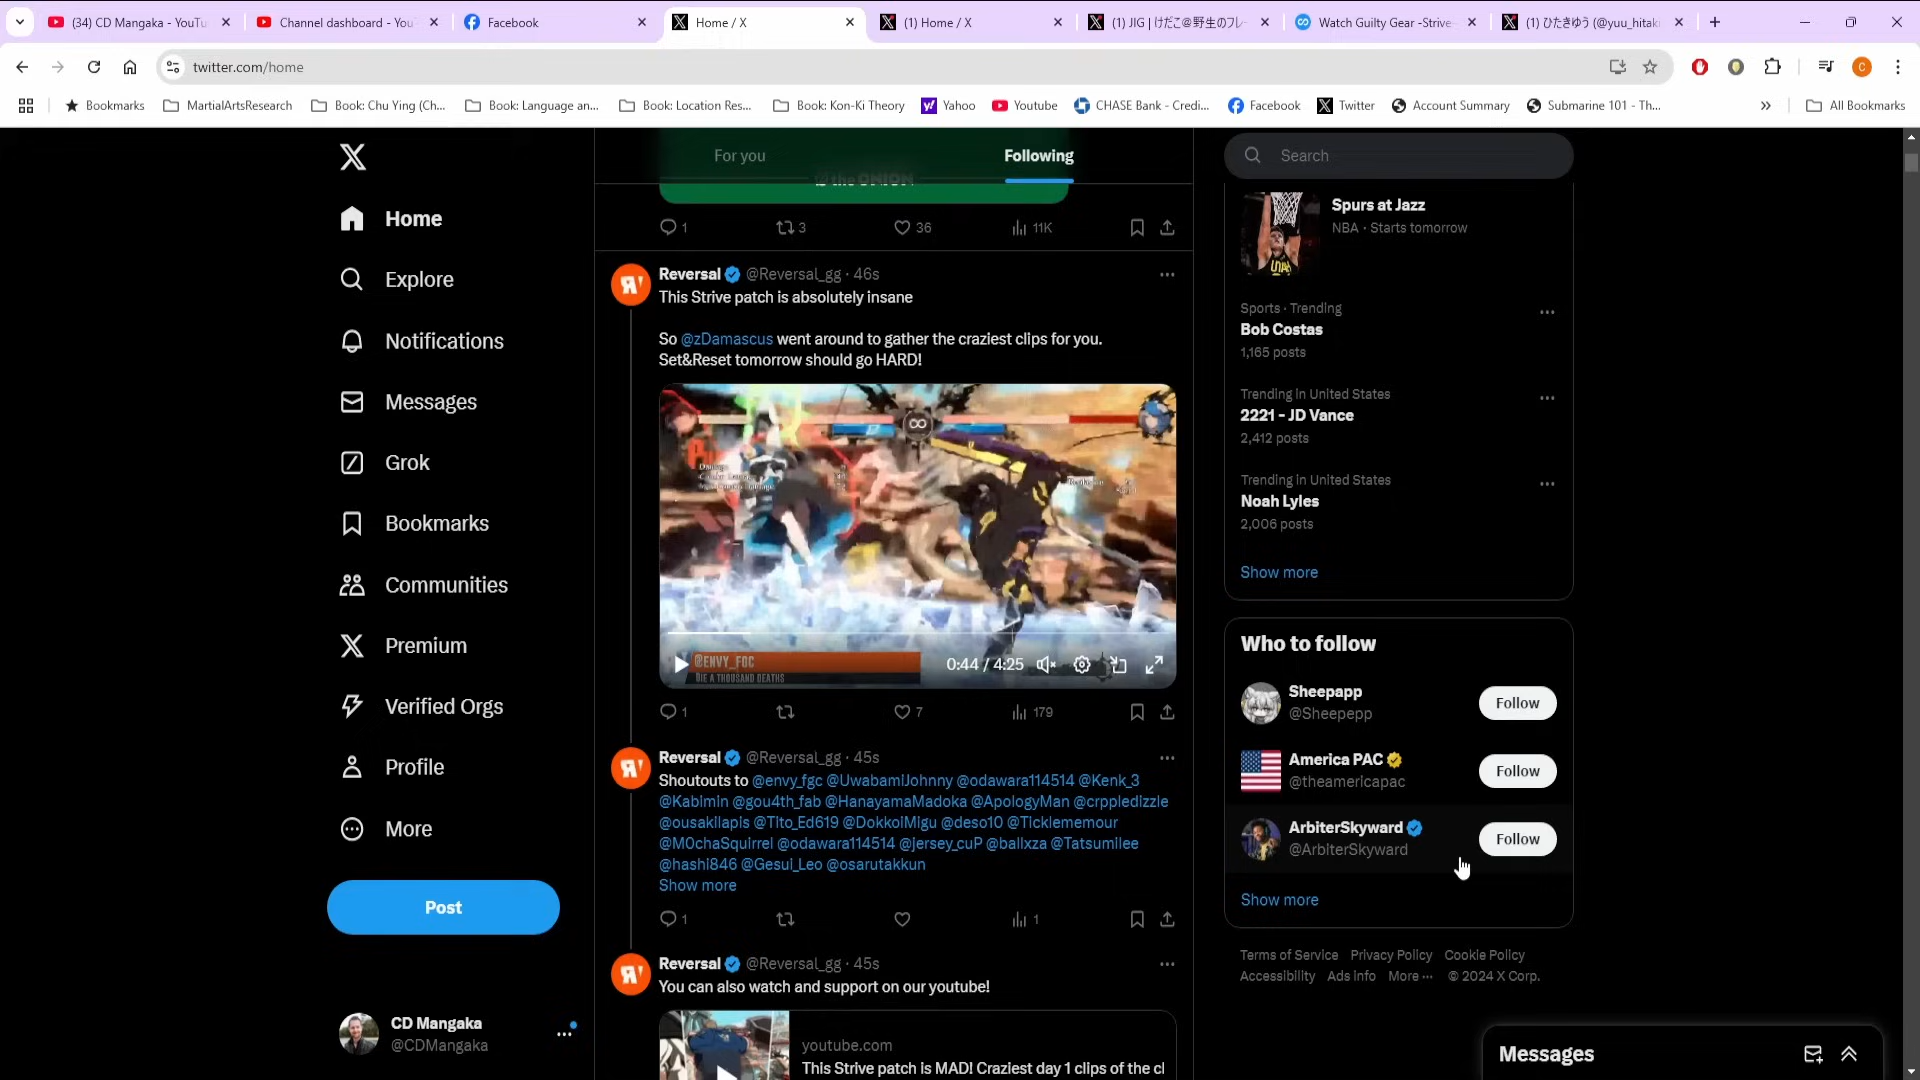 (34) CD Mangaka - YouTu
Channel dashboard - You
Facebook
Home / X
(1) Home / X
(1) JIG | けだこ@野生のフレ
Watch Guilty Gear -Strive-
(1) ひたきゆう (@yuu_hitaki
twitter.com/home
C
Bookmarks
MartialArtsResearch
Book: Chu Ying (Ch...
Book: Language an...
Book: Location Res...
Book: Kon-Ki Theory
Yahoo
Youtube
CHASE Bank - Credi...
Facebook
Twitter
Account Summary
Submarine 101 - Th...
All Bookmarks
Home
Explore
Notifications
Messages
Grok
Bookmarks
Communities
Premium
Verified Orgs
Profile
More
Post
CD Mangaka
@CDMangaka
For you
Following
the ONION
1
3
36
11K
Reversal @Reversal_gg · 46s
This Strive patch is absolutely insane
So @zDamascus went around to gather the craziest clips for you.
Set&Reset tomorrow should go HARD!
@ENVY_FGC
DIE A THOUSAND DEATHS
0:44 / 4:25
1
7
179
Reversal @Reversal_gg · 45s
Shoutouts to @envy_fgc @UwabamiJohnny @odawara114514 @Kenk_3
@Kabimin @gou4th_fab @HanayamaMadoka @ApologyMan @crppledizzle
@ousakilapis @Tito_Ed619 @DokkoiMigu @deso10 @Ticklememour
@M0chaSquirrel @odawara114514 @jersey_cuP @ballxza @Tatsumilee
@hashi846 @Gesui_Leo @osarutakkun
Show more
1
1
Reversal @Reversal_gg · 45s
You can also watch and support on our youtube!
youtube.com
This Strive patch is MAD! Craziest day 1 clips of the cl
Search
Spurs at Jazz
NBA · Starts tomorrow
Sports · Trending
Bob Costas
1,165 posts
Trending in United States
2221 - JD Vance
2,412 posts
Trending in United States
Noah Lyles
2,006 posts
Show more
Who to follow
Sheepapp
@Sheepepp
Follow
America PAC
@theamericapac
Follow
ArbiterSkyward
@ArbiterSkyward
Follow
Show more
Terms of Service Privacy Policy Cookie Policy
Accessibility Ads info More ··· © 2024 X Corp.
Messages